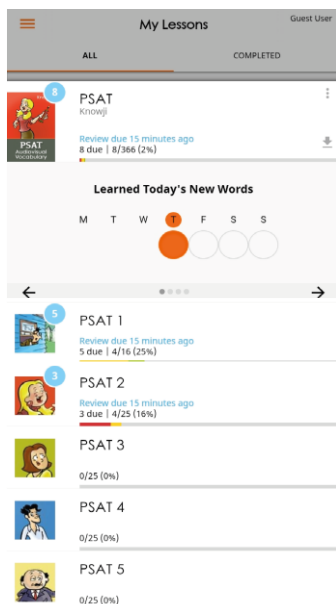 My Lessons
Guest User
ALL COMPLETED
8
PSAT
Knowji
PSAT
Audiovisual
Vocabulary
Review due 15 minutes ago
8 due | 8/366 (2%)
Learned Today's New Words
M T W T F S S
5
PSAT 1
Review due 15 minutes ago
5 due | 4/16 (25%)
3
PSAT 2
Review due 15 minutes ago
3 due | 4/25 (16%)
PSAT 3
0/25 (0%)
PSAT 4
0/25 (0%)
PSAT 5
0/25 (0%)